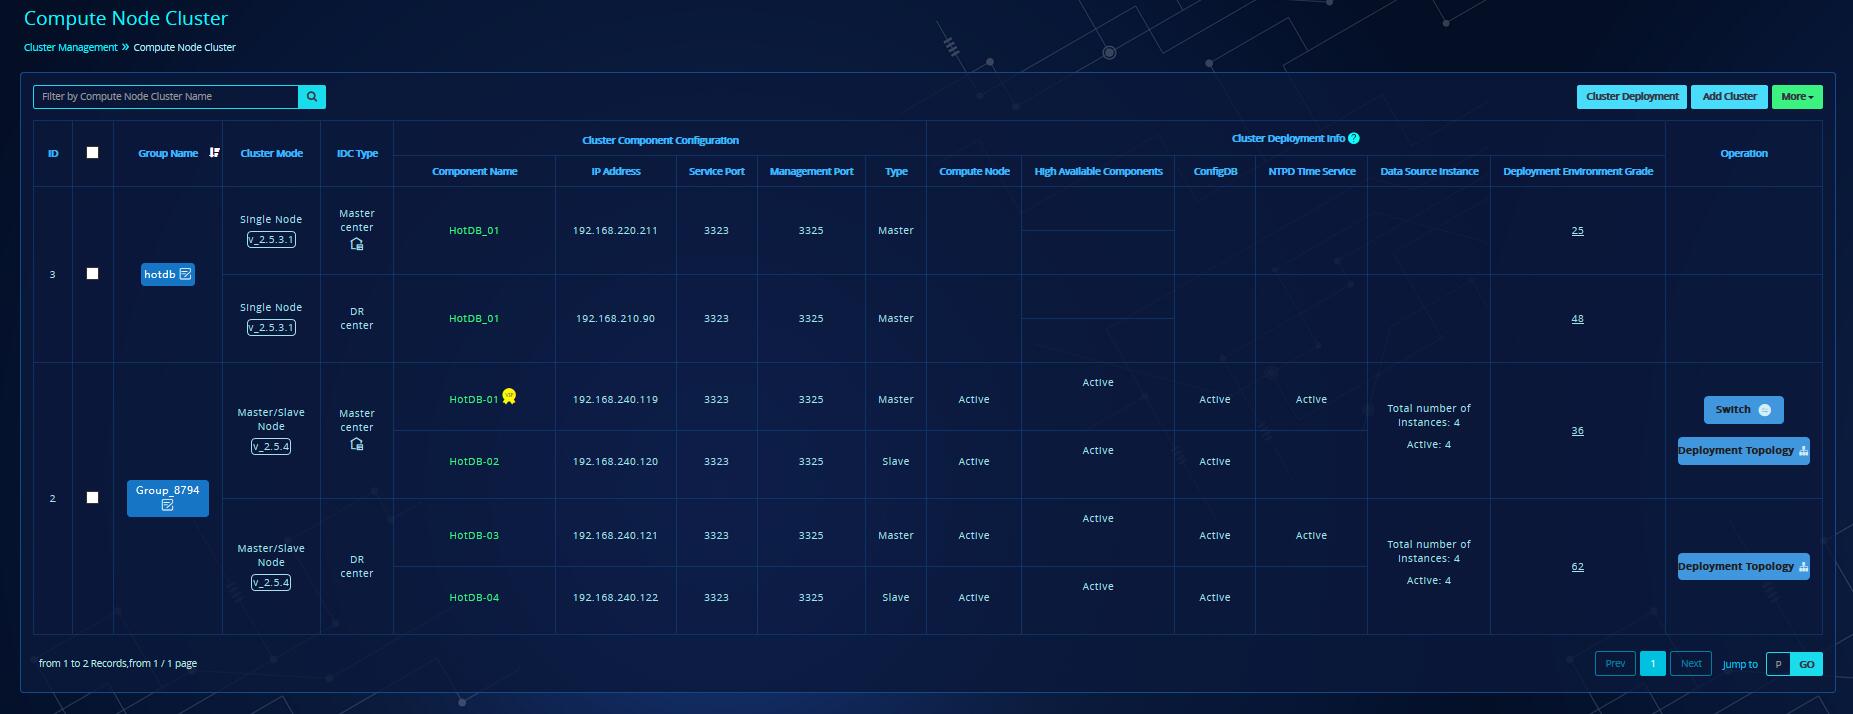 Compute Node Cluster
Cluster Management » Compute Node Cluster
Filter by Compute Node Cluster Name
Cluster Deployment Add Cluster More
ID Group Name Cluster Mode IDC Type Cluster Component Configuration Cluster Deployment Info ? Operation
Component Name IP Address Service Port Management Port Type Compute Node High Available Components ConfigDB NTPD Time Service Data Source Instance Deployment Environment Grade
3 hotdb
Single Node
v_2.5.3.1
Master
center
HotDB_01 192.168.220.211 3323 3325 Master 25
Single Node
v_2.5.3.1
DR
center
HotDB_01 192.168.210.90 3323 3325 Master 48
2 Group_8794
Master/Slave
Node
v_2.5.4
Master
center
HotDB-01 VIP 192.168.240.119 3323 3325 Master Active Active Active Active
HotDB-02 192.168.240.120 3323 3325 Slave Active Active Active
Total number of
Instances: 4
Active: 4
36
Switch
Deployment Topology
Master/Slave
Node
v_2.5.4
DR
center
HotDB-03 192.168.240.121 3323 3325 Master Active Active Active Active
HotDB-04 192.168.240.122 3323 3325 Slave Active Active Active
Total number of
Instances: 4
Active: 4
62
Deployment Topology
from 1 to 2 Records,from 1 / 1 page
Prev 1 Next Jump to P GO